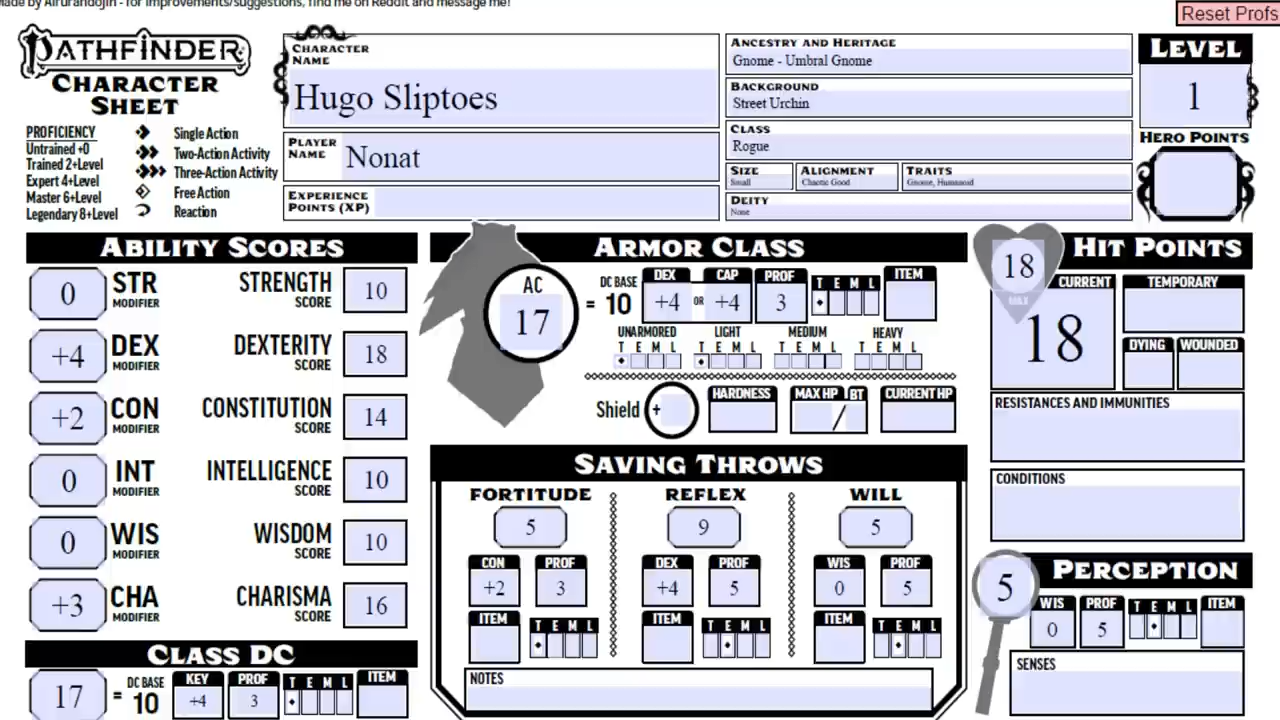 Made by Alrurandojin - for improvements/suggestions, find me on Reddit and message me!
Reset Profs
PATHFINDER
CHARACTER
SHEET
PROFICIENCY
Untrained +0
Trained 2+Level
Expert 4+Level
Master 6+Level
Legendary 8+Level
Single Action
Two-Action Activity
Three-Action Activity
Free Action
Reaction
CHARACTER
NAME
Hugo Sliptoes
PLAYER
NAME Nonat
EXPERIENCE
POINTS (XP)
ANCESTRY AND HERITAGE
Gnome - Umbral Gnome
BACKGROUND
Street Urchin
CLASS
Rogue
SIZE
Small
ALIGNMENT
Chaotic Good
TRAITS
Gnome, Humanoid
DEITY
None
LEVEL
1
HERO POINTS
ABILITY SCORES
0 STR MODIFIER STRENGTH SCORE 10
+4 DEX MODIFIER DEXTERITY SCORE 18
+2 CON MODIFIER CONSTITUTION SCORE 14
0 INT MODIFIER INTELLIGENCE SCORE 10
0 WIS MODIFIER WISDOM SCORE 10
+3 CHA MODIFIER CHARISMA SCORE 16
CLASS DC
17 = DC BASE 10 KEY +4 PROF 3 T E M L ITEM
ARMOR CLASS
AC 17 = DC BASE 10 DEX +4 OR CAP +4 PROF 3 T E M L ITEM
UNARMORED LIGHT MEDIUM HEAVY
T E M L T E M L T E M L T E M L
Shield + HARDNESS MAX HP BT / CURRENT HP
SAVING THROWS
FORTITUDE REFLEX WILL
5 9 5
CON PROF DEX PROF WIS PROF
+2 3 +4 5 0 5
ITEM T E M L ITEM T E M L ITEM T E M L
NOTES
HIT POINTS
18
MAX
CURRENT
18
TEMPORARY
DYING WOUNDED
RESISTANCES AND IMMUNITIES
CONDITIONS
PERCEPTION
5 WIS PROF T E M L ITEM
0 5
SENSES